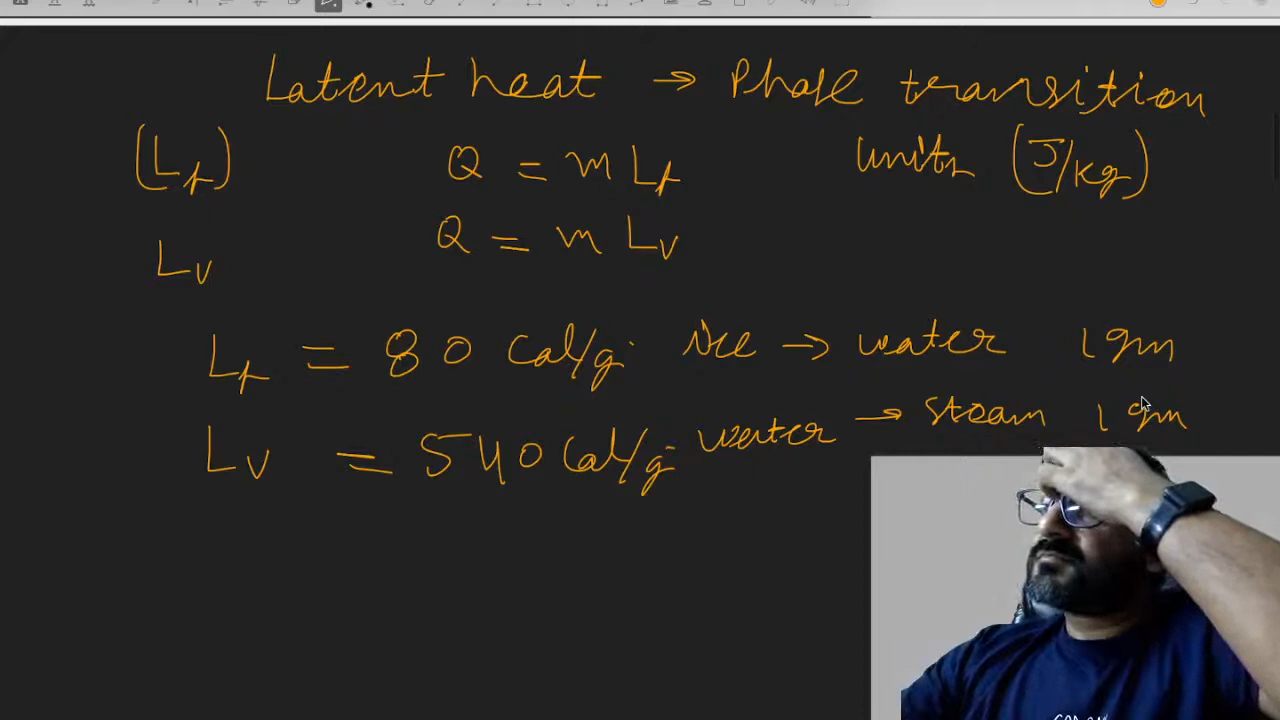 Latent heat → Phase transition
(Lf) Q = m Lf units (J/kg)
Lv Q = m Lv
Lf = 80 Cal/g. Ice → water 1 gm
Lv = 540 Cal/g. water → steam 1 gm